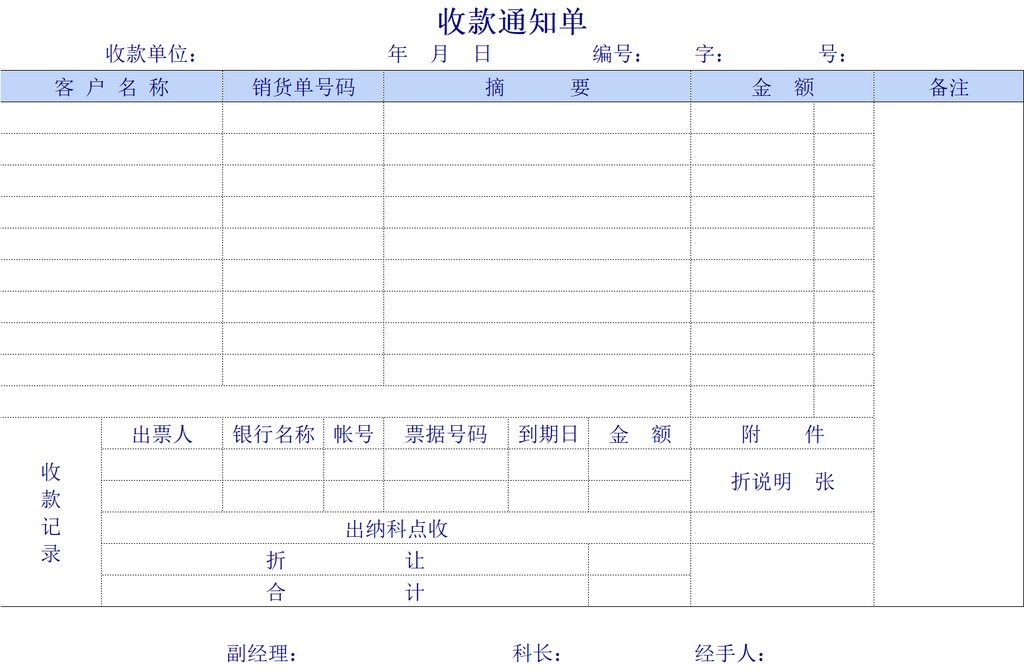 收款通知单
收款单位： 年 月 日 编号： 字： 号：
客 户 名 称 销货单号码 摘 要 金 额 备注
出票人 银行名称 帐号 票据号码 到期日 金 额 附 件
收款记录
折说明 张
出纳科点收
折 让
合 计
副经理： 科长： 经手人：